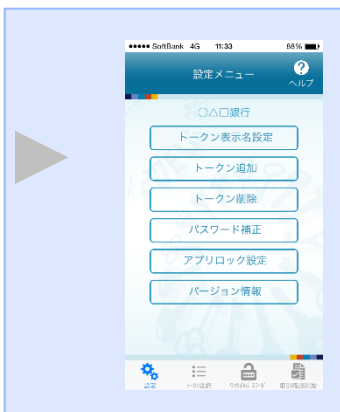 ●●●●● SoftBank 4G 11:33 88%
設定メニュー
?
ヘルプ
○△□銀行
トークン表示名設定
トークン追加
トークン削除
パスワード補正
アプリロック設定
バージョン情報
設定